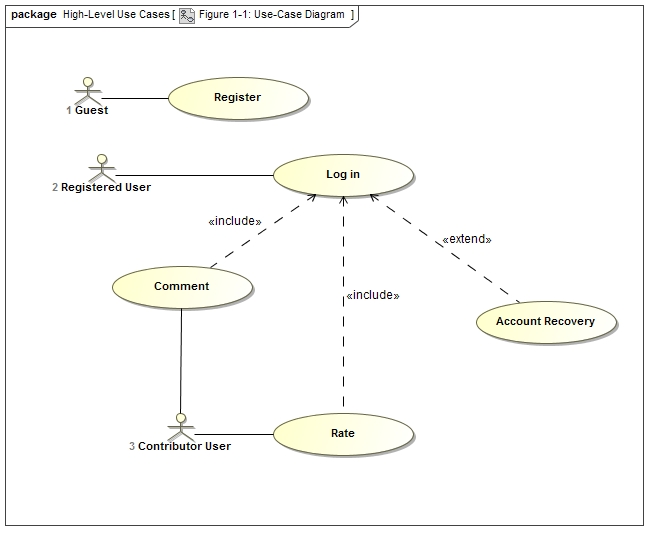 package High-Level Use Cases [ Figure 1-1: Use-Case Diagram ]
Register
1 Guest
Log in
2 Registered User
«include»
«extend»
Comment
«include»
Account Recovery
Rate
3 Contributor User